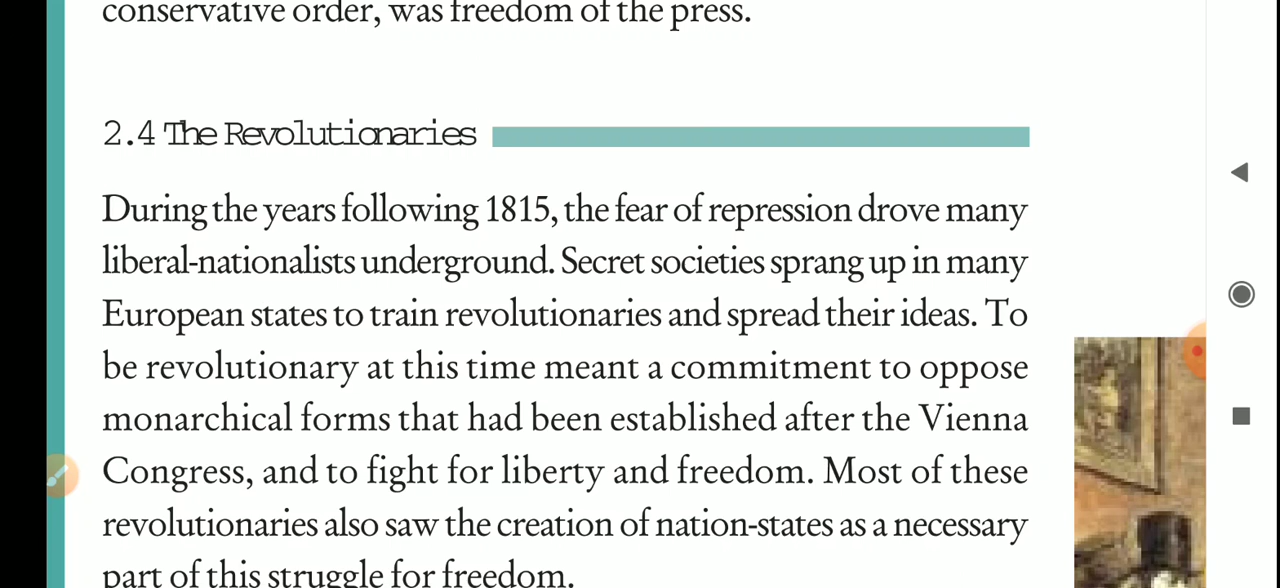 conservative order, was freedom of the press.
2.4 The Revolutionaries
During the years following 1815, the fear of repression drove many
liberal-nationalists underground. Secret societies sprang up in many
European states to train revolutionaries and spread their ideas. To
be revolutionary at this time meant a commitment to oppose
monarchical forms that had been established after the Vienna
Congress, and to fight for liberty and freedom. Most of these
revolutionaries also saw the creation of nation-states as a necessary
part of this struggle for freedom.